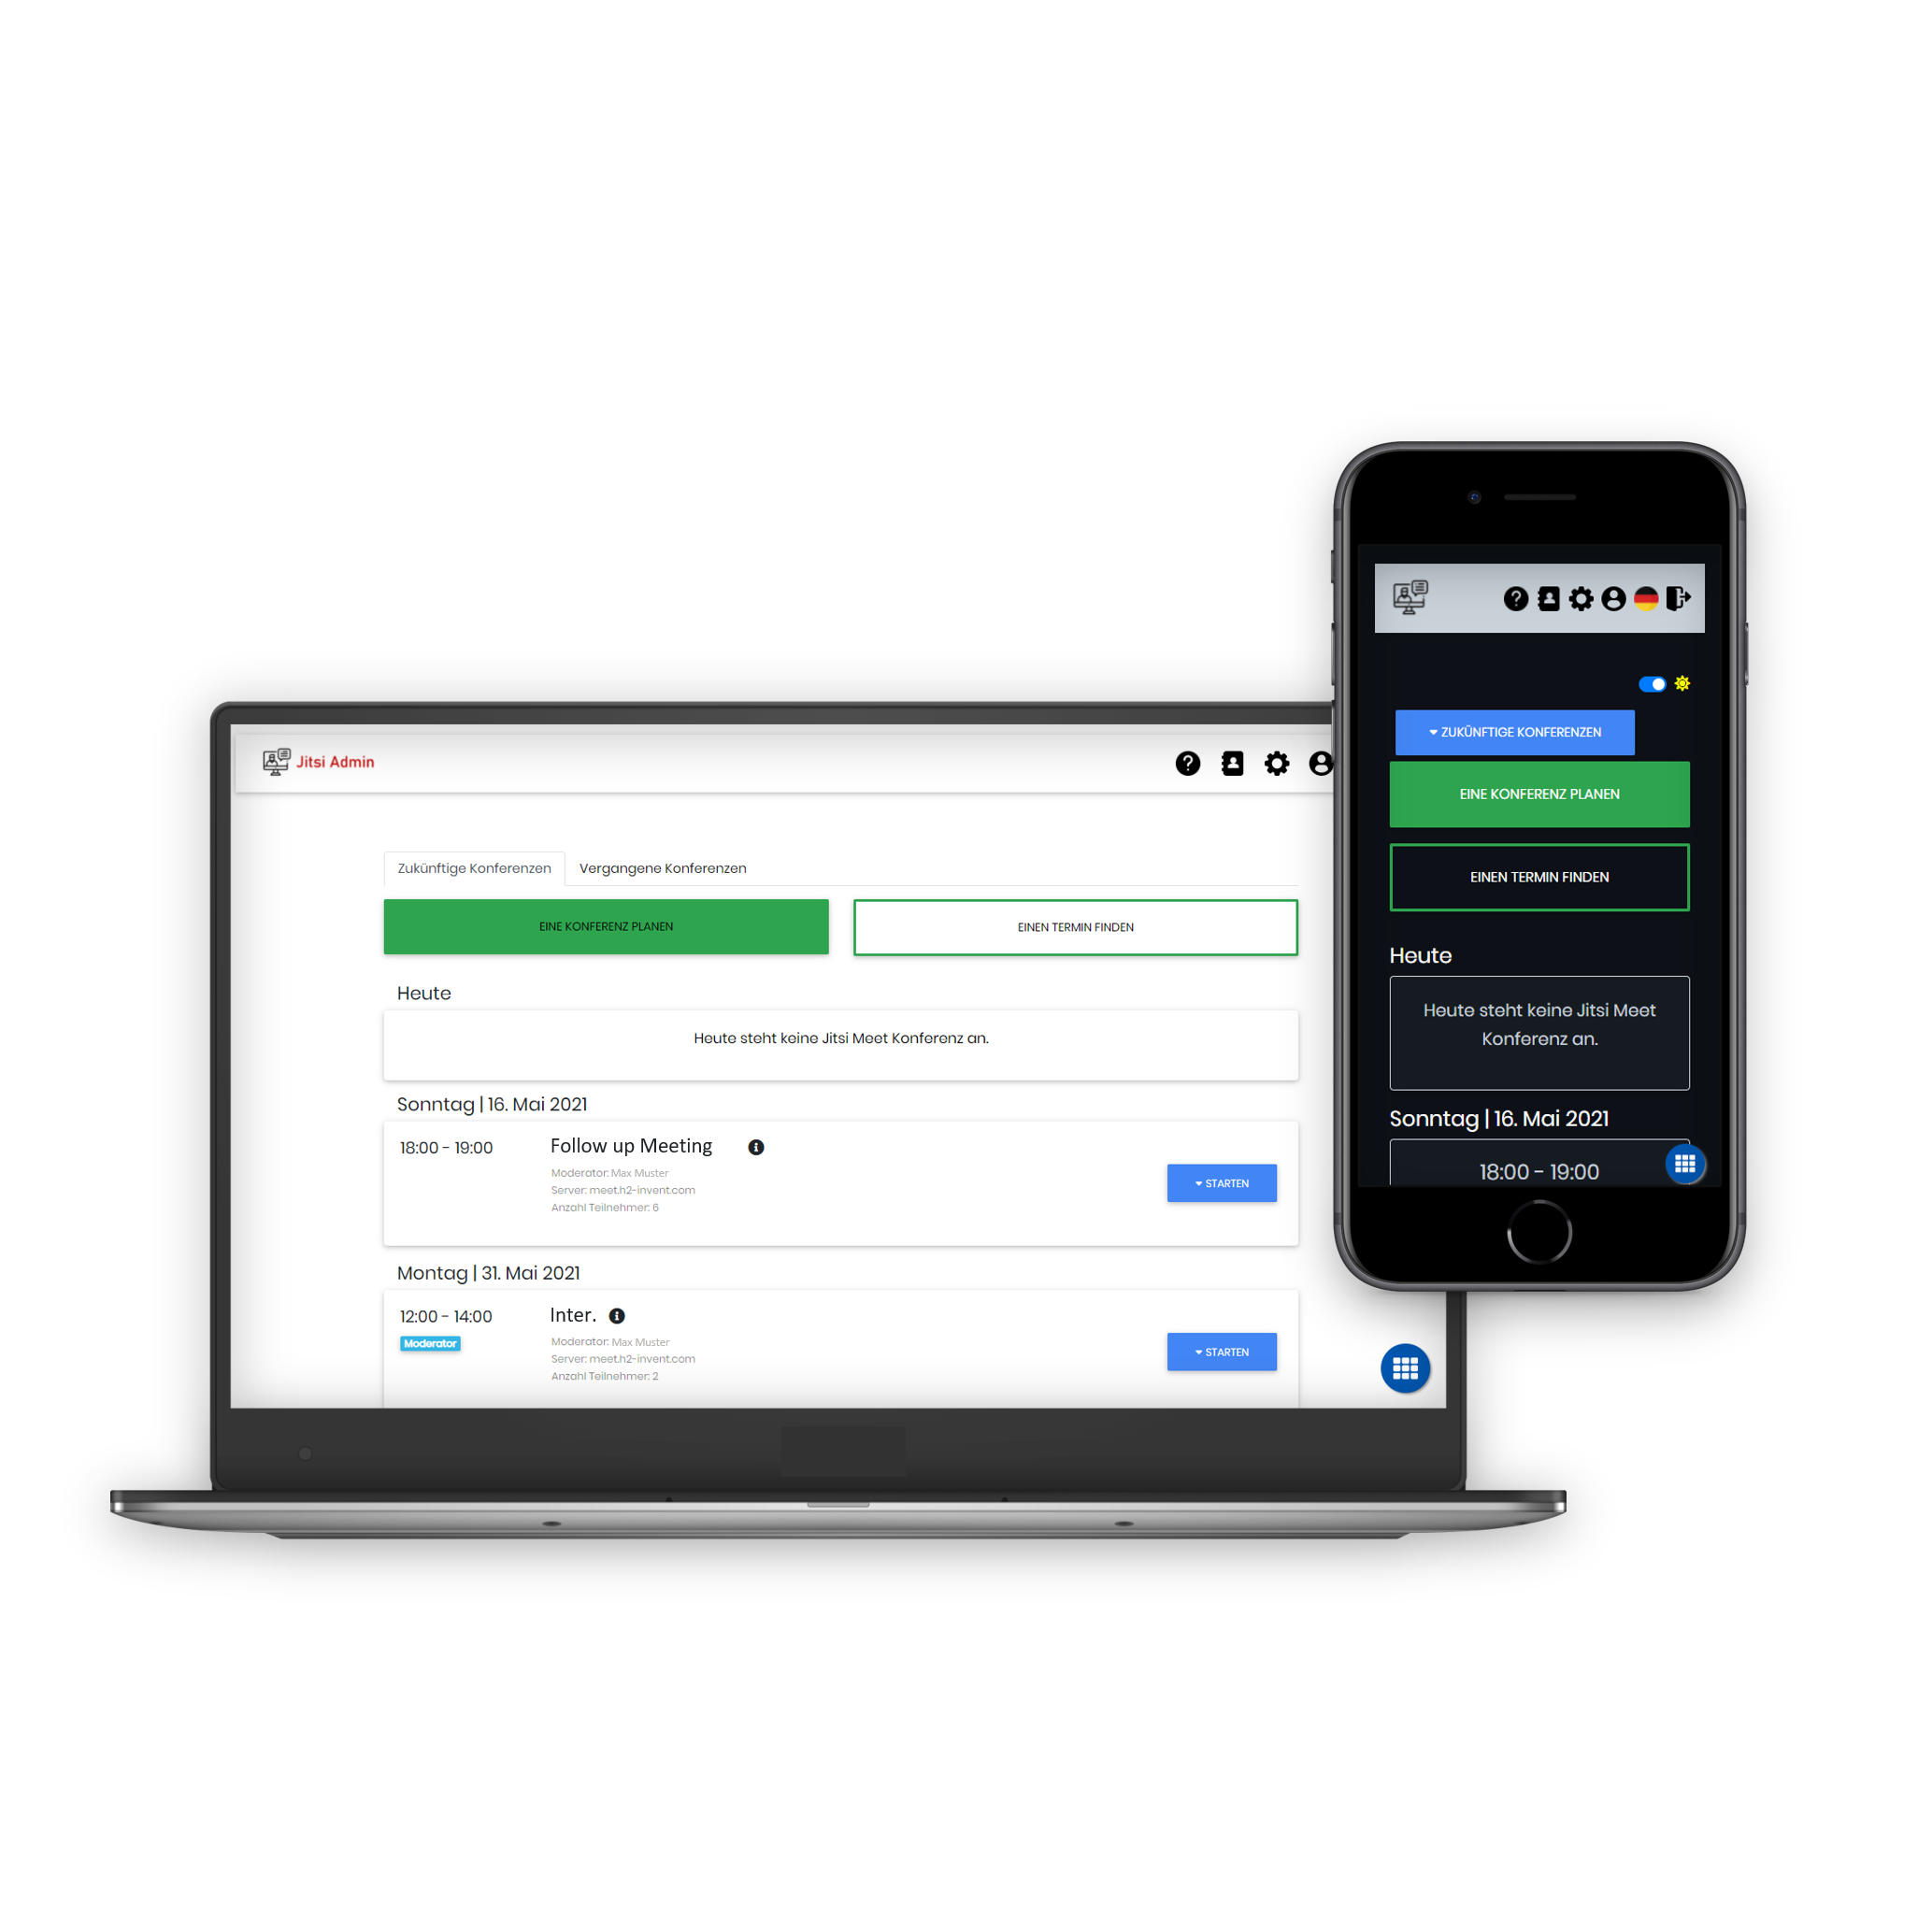 Jitsi Admin
Zukünftige Konferenzen
Vergangene Konferenzen
EINE KONFERENZ PLANEN
EINEN TERMIN FINDEN
Heute
Heute steht keine Jitsi Meet Konferenz an.
Sonntag | 16. Mai 2021
18:00 - 19:00
Follow up Meeting
Moderator: Max Muster
Server: meet.h2-invent.com
Anzahl Teilnehmer: 6
STARTEN
Montag | 31. Mai 2021
12:00 - 14:00
Moderator
Inter.
Moderator: Max Muster
Server: meet.h2-invent.com
Anzahl Teilnehmer: 2
STARTEN
ZUKÜNFTIGE KONFERENZEN
EINE KONFERENZ PLANEN
EINEN TERMIN FINDEN
Heute
Heute steht keine Jitsi Meet
Konferenz an.
Sonntag | 16. Mai 2021
18:00 - 19:00